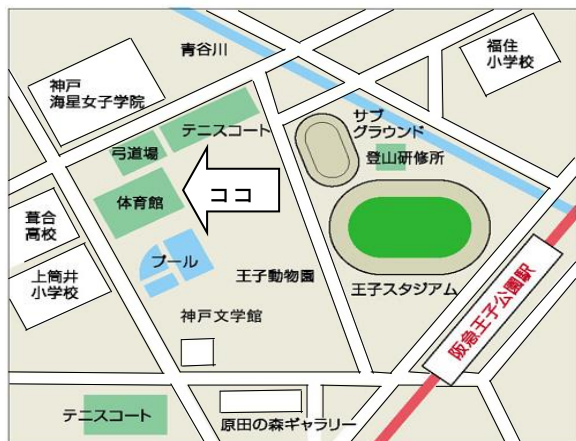 青谷川
福住
小学校
神戸
海星女子学院
テニスコート
サブ
グラウンド
弓道場
登山研修所
体育館
ココ
葺合
高校
プール
上筒井
小学校
王子動物園
王子スタジアム
神戸文学館
阪急王子公園駅
テニスコート
原田の森ギャラリー